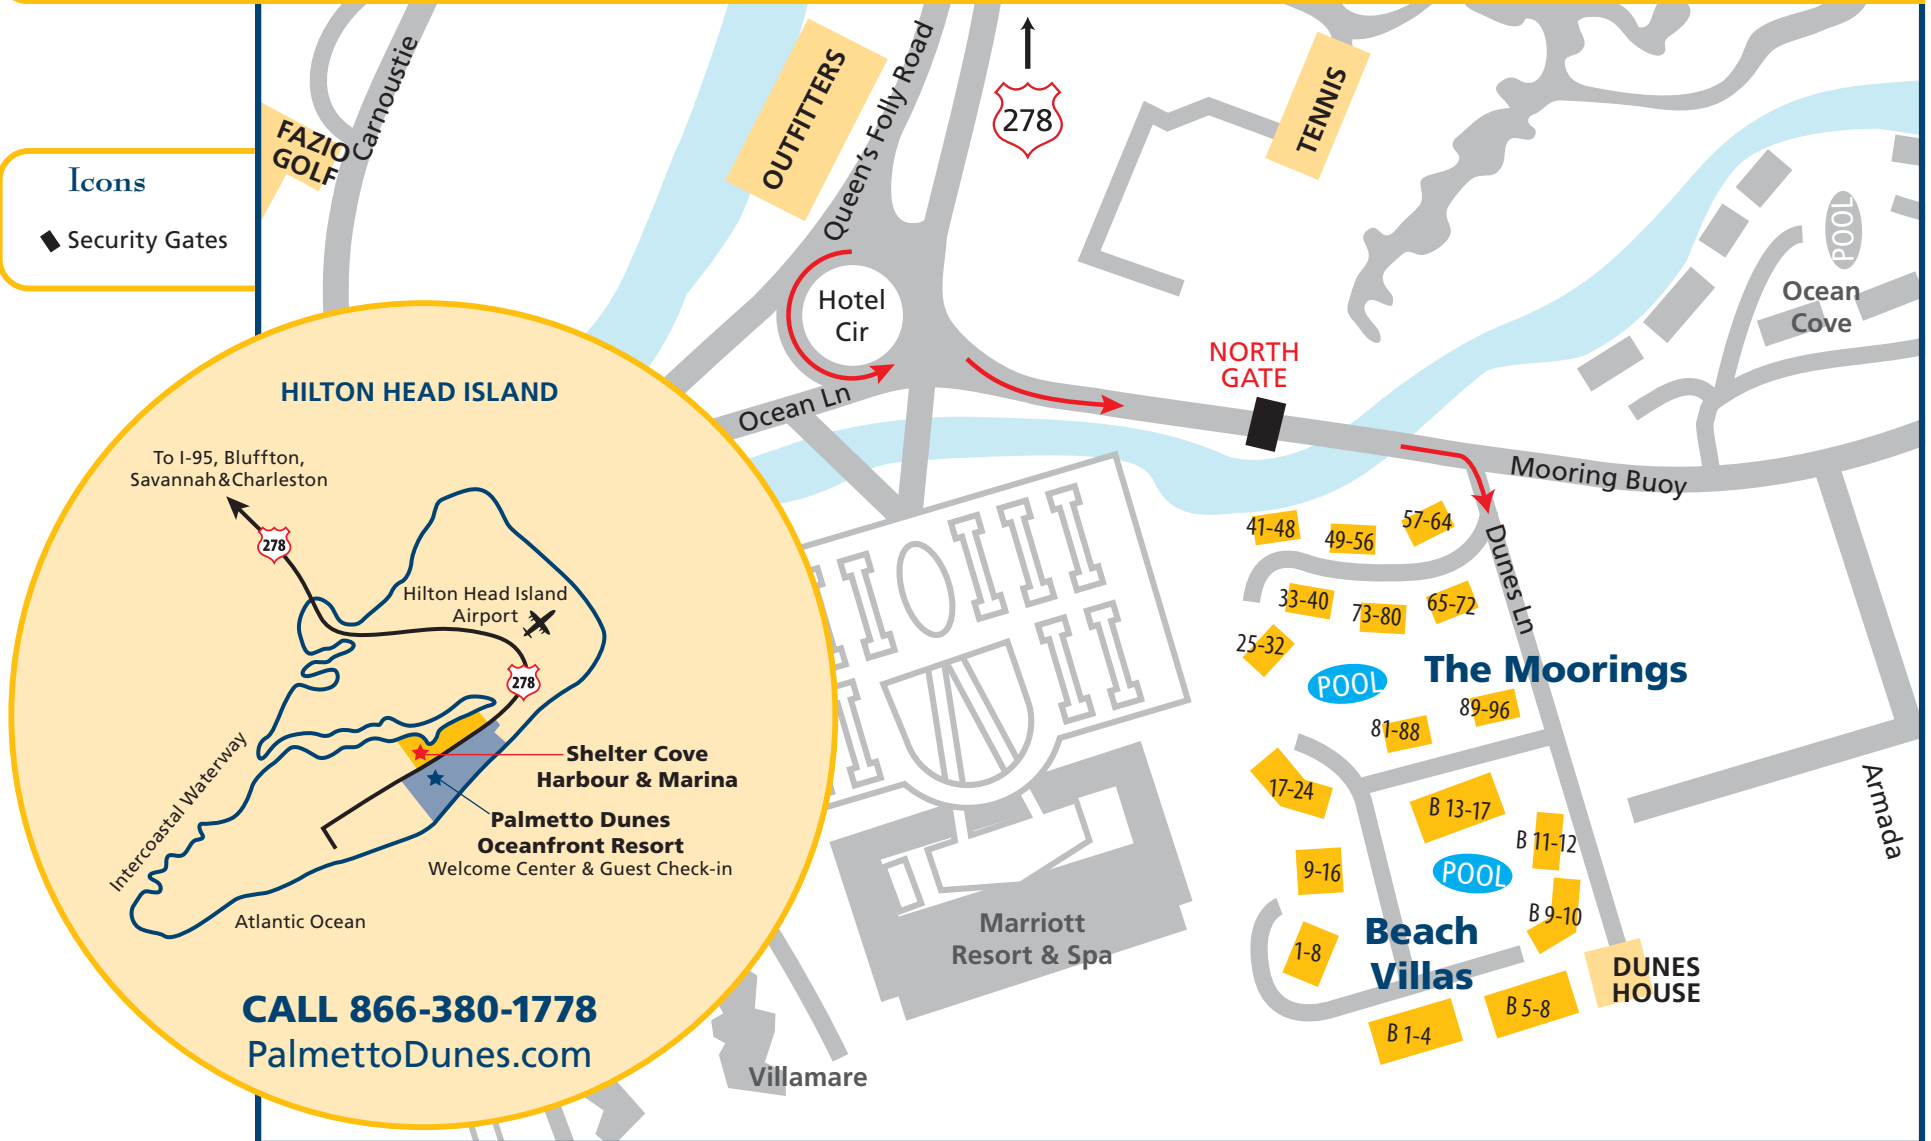 Icons
Security Gates
FAZIO
GOLF
Carnoustie
OUTFITTERS
Queen's Folly Road
278
TENNIS
POOL
Ocean
Cove
Hotel
Cir
Ocean Ln
NORTH
GATE
Mooring Buoy
Dunes Ln
Armada
41-48
49-56
57-64
33-40
73-80
65-72
25-32
POOL
The Moorings
89-96
81-88
17-24
B 13-17
B 11-12
9-16
POOL
B 9-10
1-8
Beach
Villas
DUNES
HOUSE
B 5-8
B 1-4
Marriott
Resort & Spa
Villamare
HILTON HEAD ISLAND
To I-95, Bluffton,
Savannah&Charleston
278
Hilton Head Island
Airport
278
Shelter Cove
Harbour & Marina
Palmetto Dunes
Oceanfront Resort
Welcome Center & Guest Check-in
Intercoastal Waterway
Atlantic Ocean
CALL 866-380-1778
PalmettoDunes.com